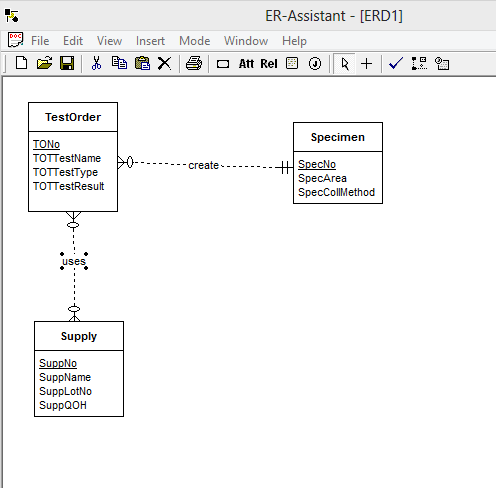 ER-Assistant - [ERD1]
DOC File Edit View Insert Mode Window Help
Att Rel
TestOrder
TONo
TOTTestName
TOTTestType
TOTTestResult
create
Specimen
SpecNo
SpecArea
SpecCollMethod
uses
Supply
SuppNo
SuppName
SuppLotNo
SuppQOH